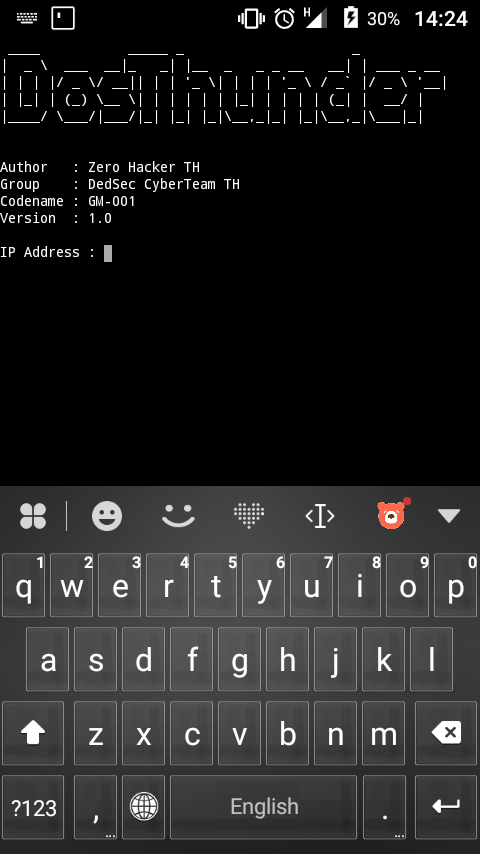 H 30% 14:24
DosThunder
Author : Zero Hacker TH
Group : DedSec CyberTeam TH
Codename : GM-001
Version : 1.0
IP Address :
1 2 3 4 5 6 7 8 9 0
q w e r t y u i o p
a s d f g h j k l
z x c v b n m
?123 , ... English . ...